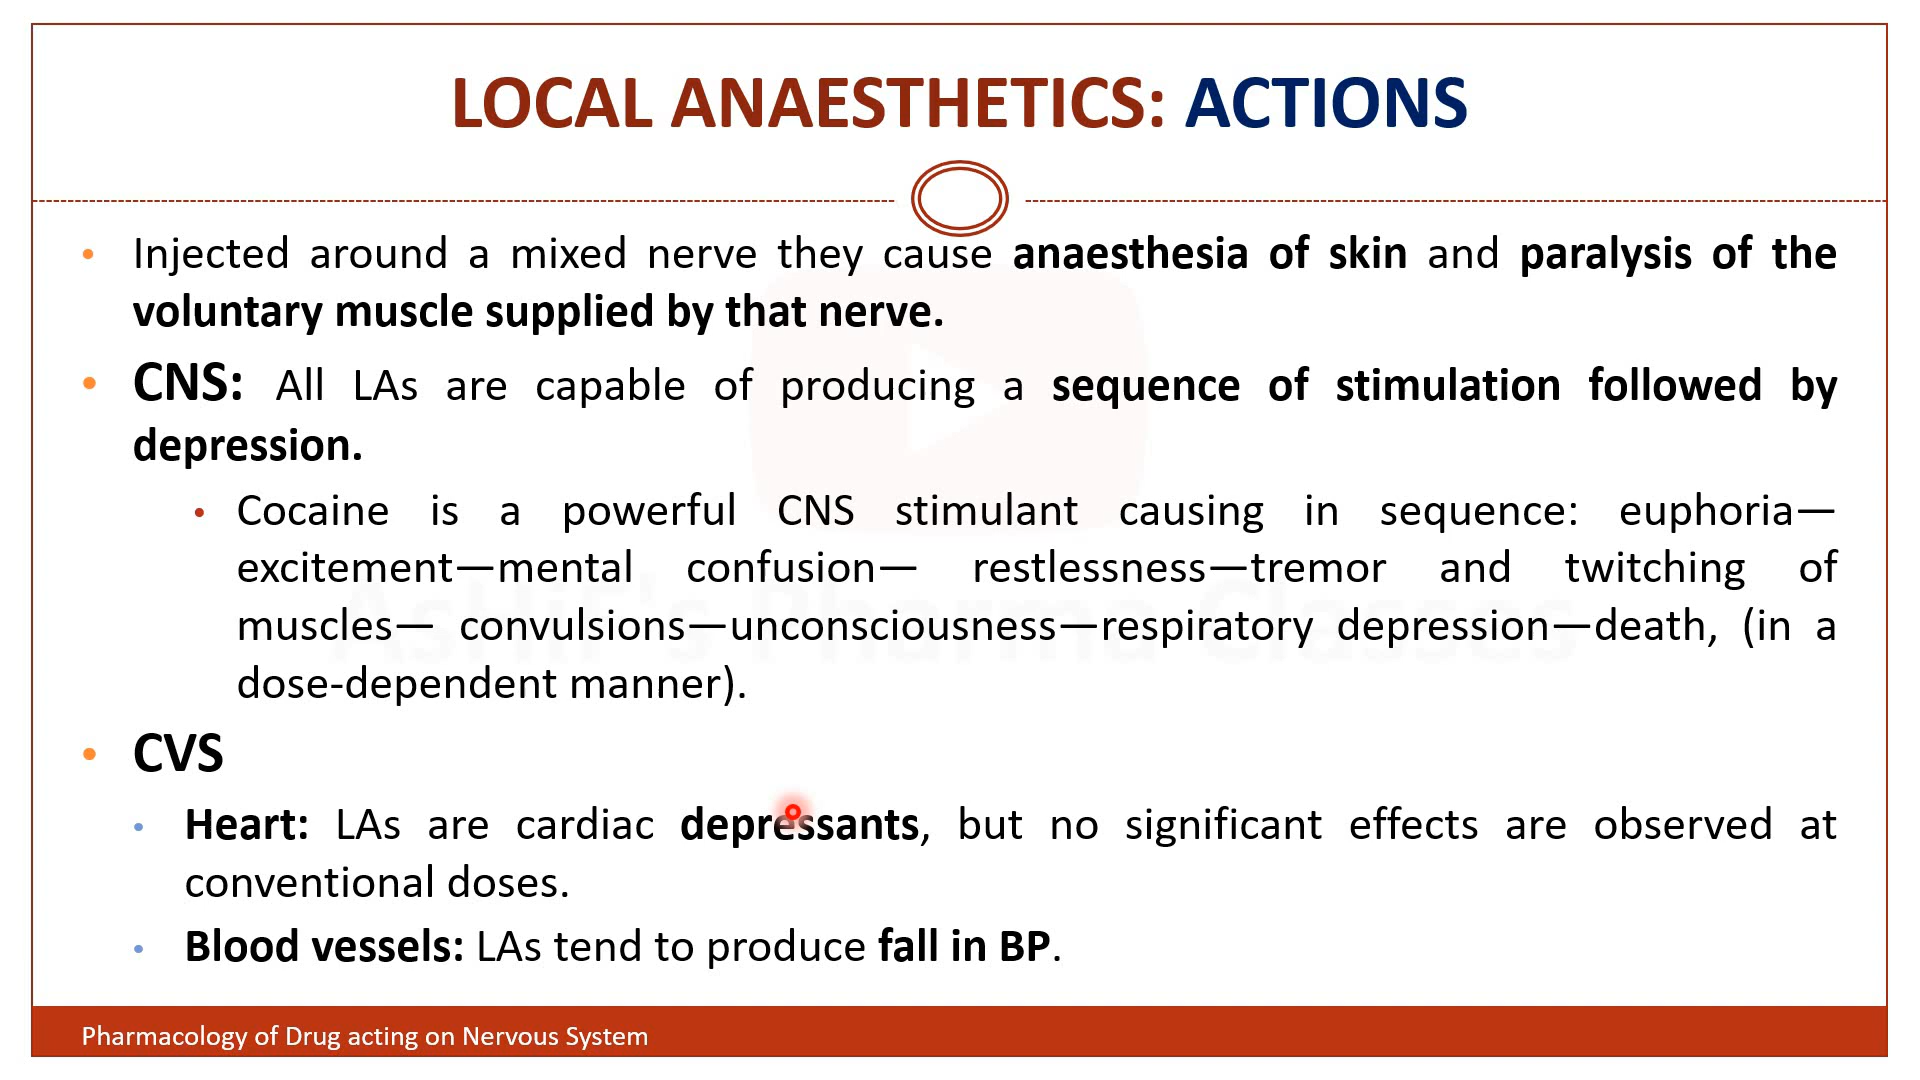 LOCAL ANAESTHETICS: ACTIONS
• Injected around a mixed nerve they cause anaesthesia of skin and paralysis of the
voluntary muscle supplied by that nerve.
• CNS: All LAs are capable of producing a sequence of stimulation followed by
depression.
• Cocaine is a powerful CNS stimulant causing in sequence: euphoria—
excitement—mental confusion— restlessness—tremor and twitching of
muscles— convulsions—unconsciousness—respiratory depression—death, (in a
dose-dependent manner).
AsHiF's Pharma Classes
• CVS
• Heart: LAs are cardiac depressants, but no significant effects are observed at
conventional doses.
• Blood vessels: LAs tend to produce fall in BP.
Pharmacology of Drug acting on Nervous System